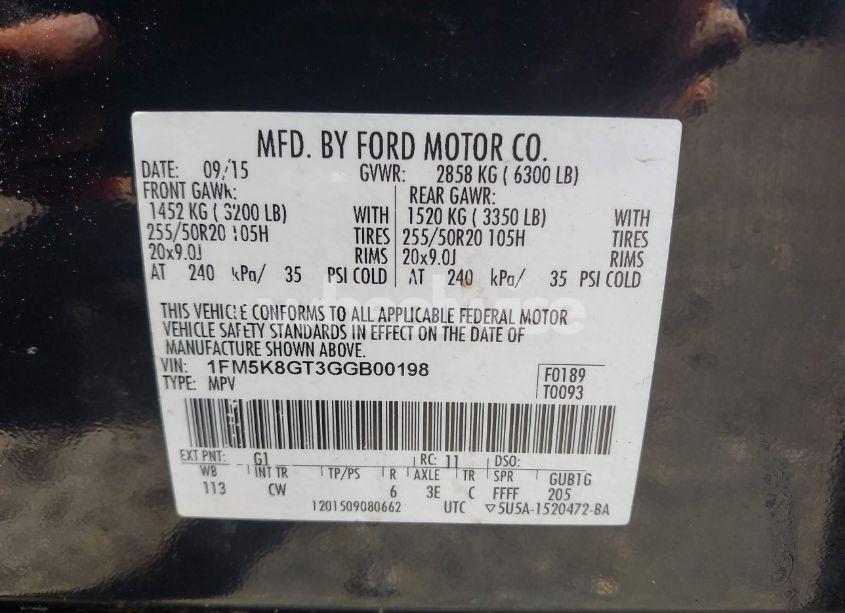 MFD. BY FORD MOTOR CO.
DATE: 09/15 GVWR: 2858 KG ( 6300 LB)
FRONT GAWR: REAR GAWR:
1452 KG ( 3200 LB) WITH 1520 KG ( 3350 LB) WITH
255/50R20 105H TIRES 255/50R20 105H TIRES
20x9.0J RIMS 20x9.0J RIMS
AT 240 kPa/ 35 PSI COLD AT 240 kPa/ 35 PSI COLD
THIS VEHICLE CONFORMS TO ALL APPLICABLE FEDERAL MOTOR
VEHICLE SAFETY STANDARDS IN EFFECT ON THE DATE OF
MANUFACTURE SHOWN ABOVE.
VIN: 1FM5K8GT3GGB00198
TYPE: MPV
F0189
T0093
EXT PNT: G1 RC: 11 DSO:
WB INT TR TP/PS R AXLE TR SPR GUB1G
113 CW 6 3E C FFFF 205
1201509080662 UTC ▽5U5A-1520472-BA